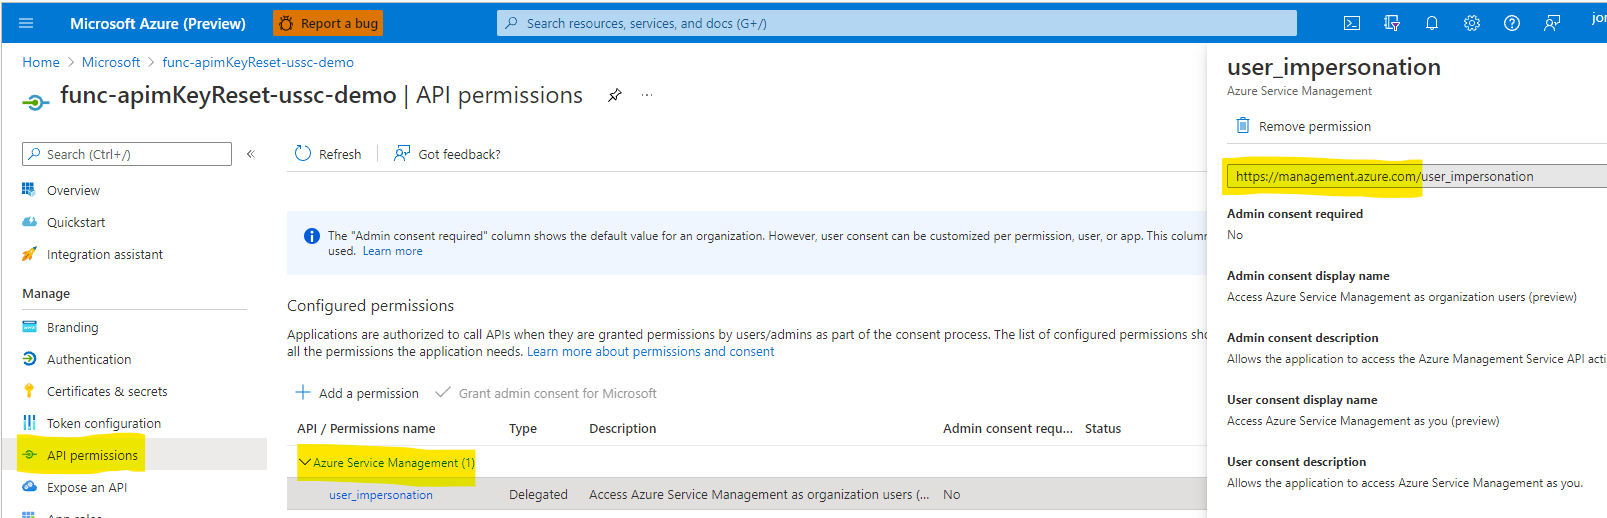 Microsoft Azure (Preview)
Report a bug
Search resources, services, and docs (G+/)
Home > Microsoft > func-apimKeyReset-ussc-demo
func-apimKeyReset-ussc-demo | API permissions
Search (Ctrl+/)
Overview
Quickstart
Integration assistant
Manage
Branding
Authentication
Certificates & secrets
Token configuration
API permissions
Expose an API
Refresh
Got feedback?
The "Admin consent required" column shows the default value for an organization. However, user consent can be customized per permission, user, or app. This column
used. Learn more
Configured permissions
Applications are authorized to call APIs when they are granted permissions by users/admins as part of the consent process. The list of configured permissions
all the permissions the application needs. Learn more about permissions and consent
Add a permission
Grant admin consent for Microsoft
API / Permissions name
Type
Description
Admin consent requ...
Status
Azure Service Management (1)
user_impersonation
Delegated
Access Azure Service Management as organization users (...
No
user_impersonation
Azure Service Management
Remove permission
https://management.azure.com/user_impersonation
Admin consent required
No
Admin consent display name
Access Azure Service Management as organization users (preview)
Admin consent description
Allows the application to access the Azure Management Service API
User consent display name
Access Azure Service Management as you (preview)
User consent description
Allows the application to access Azure Service Management as you.